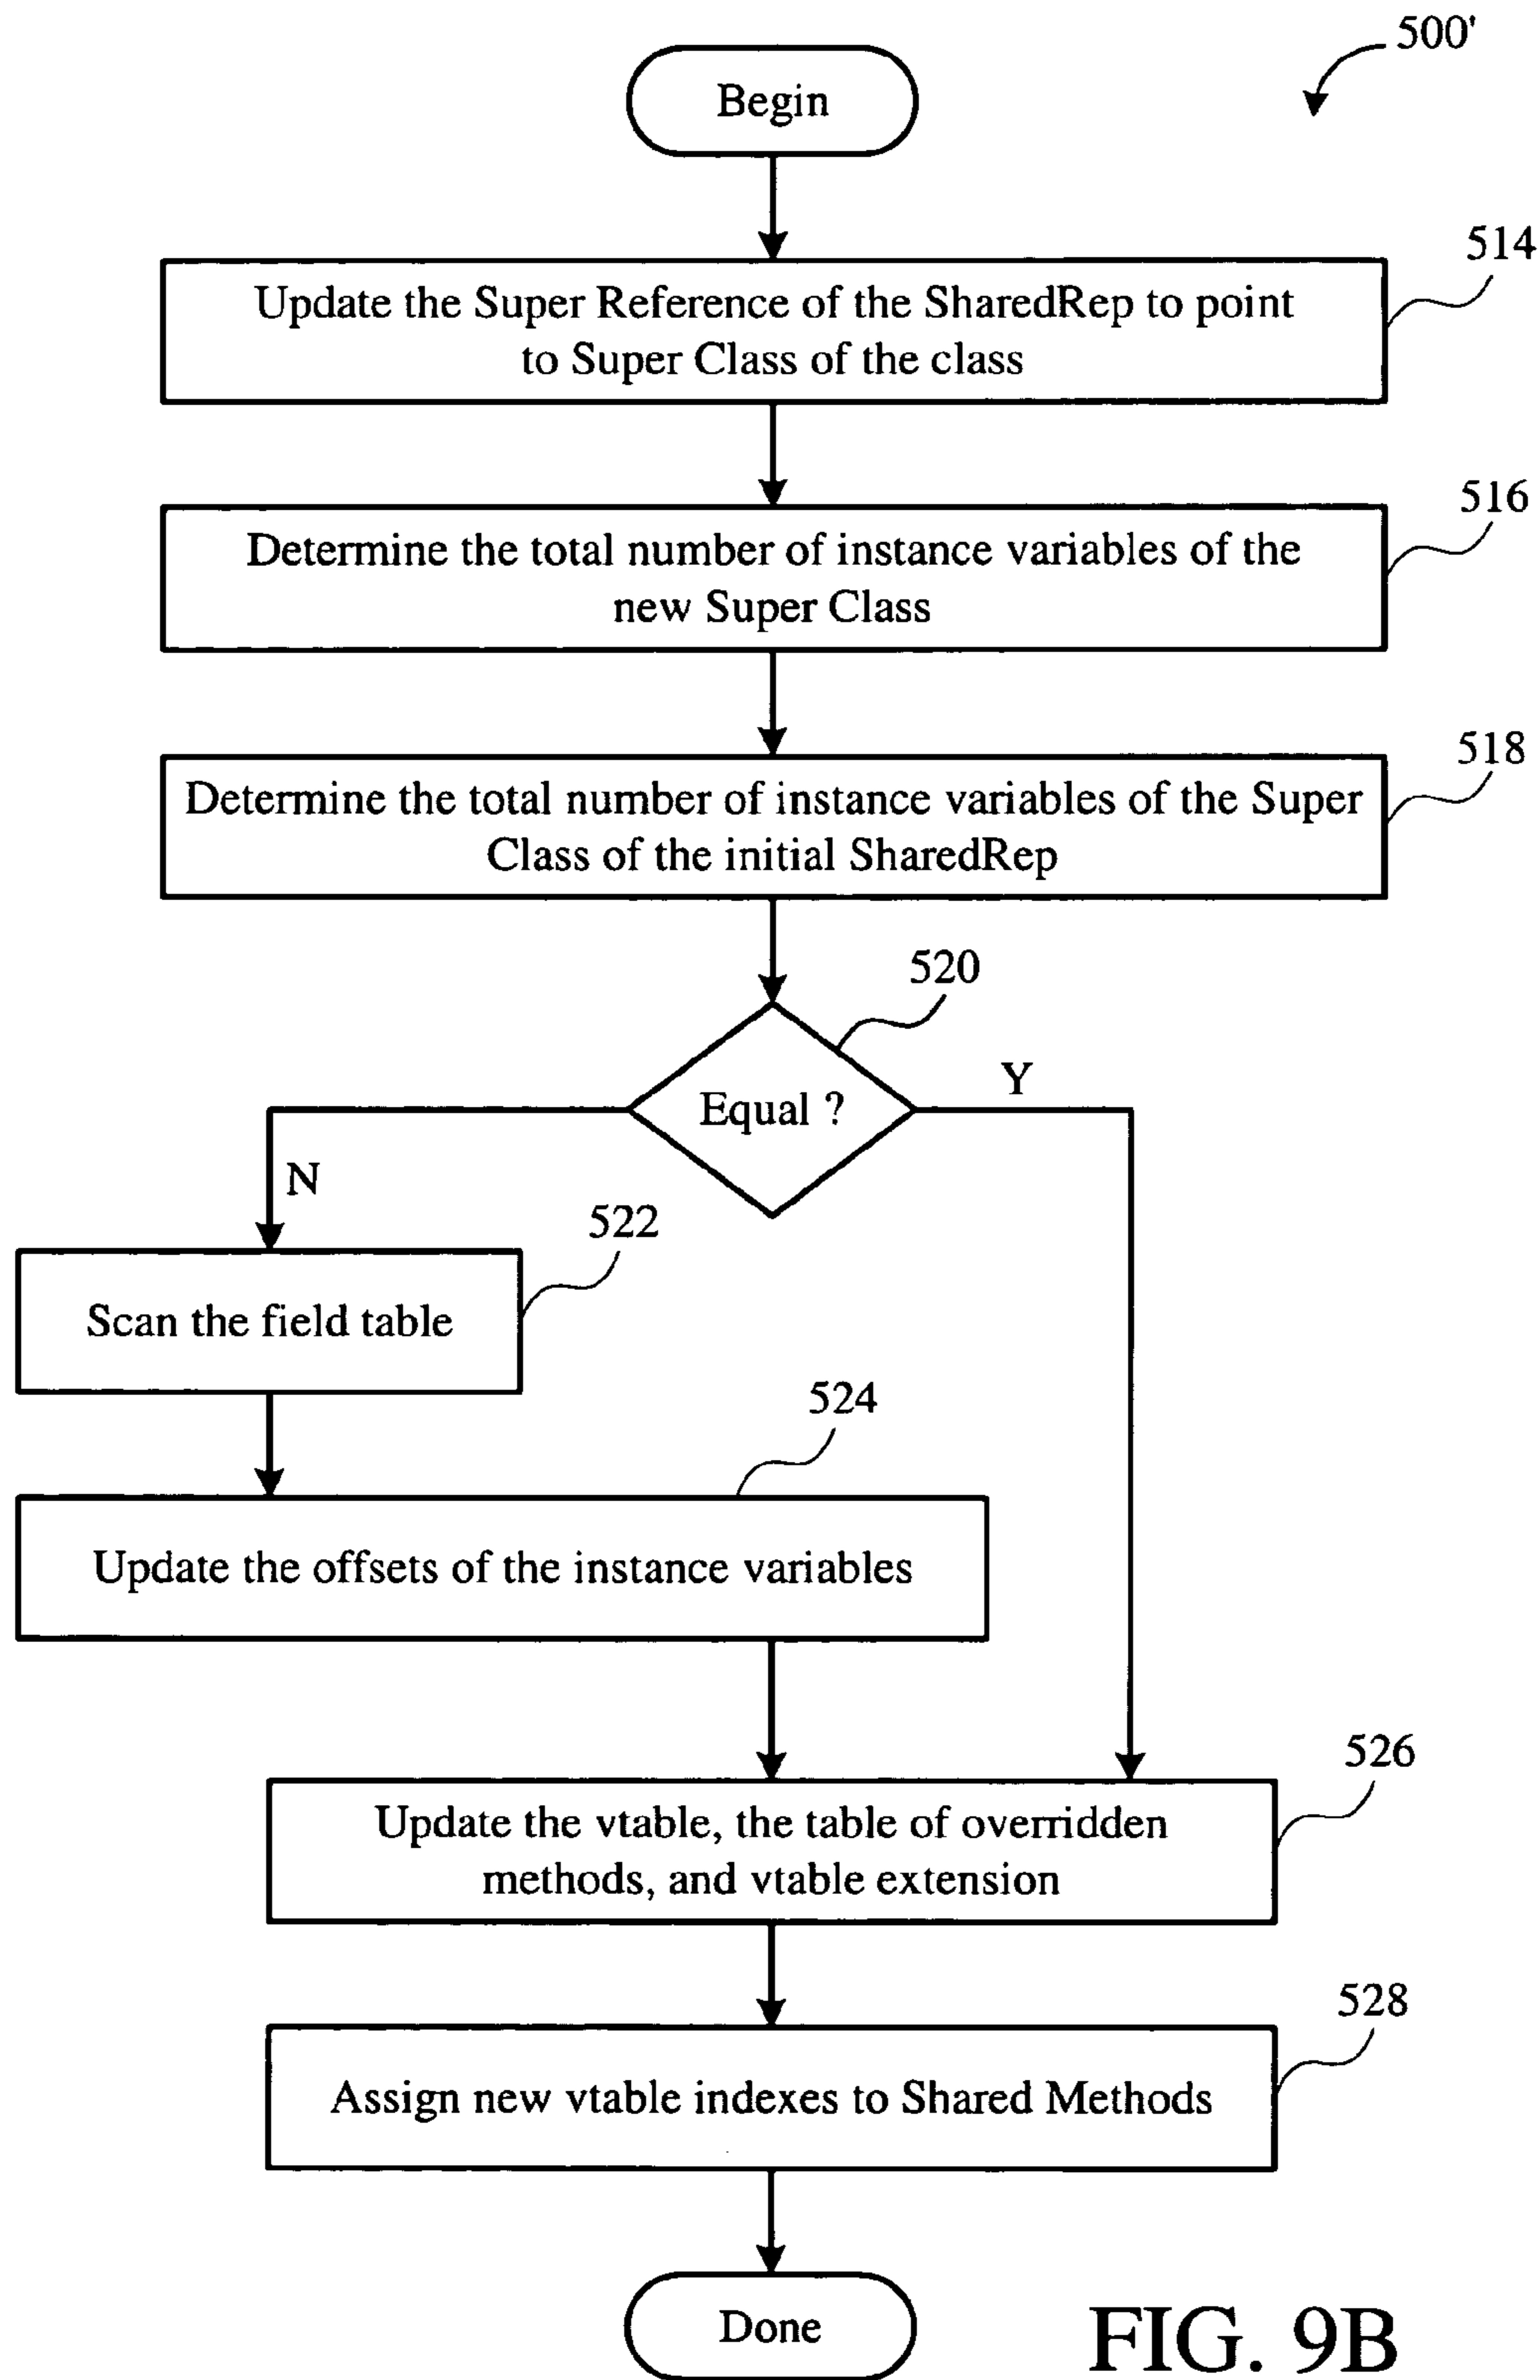 500'
Begin
514
Update the Super Reference of the SharedRep to point
to Super Class of the class
516
Determine the total number of instance variables of the
new Super Class
518
Determine the total number of instance variables of the Super
Class of the initial SharedRep
520
Equal ?
Y
N
522
Scan the field table
524
Update the offsets of the instance variables
526
Update the vtable, the table of overridden
methods, and vtable extension
528
Assign new vtable indexes to Shared Methods
Done
FIG. 9B